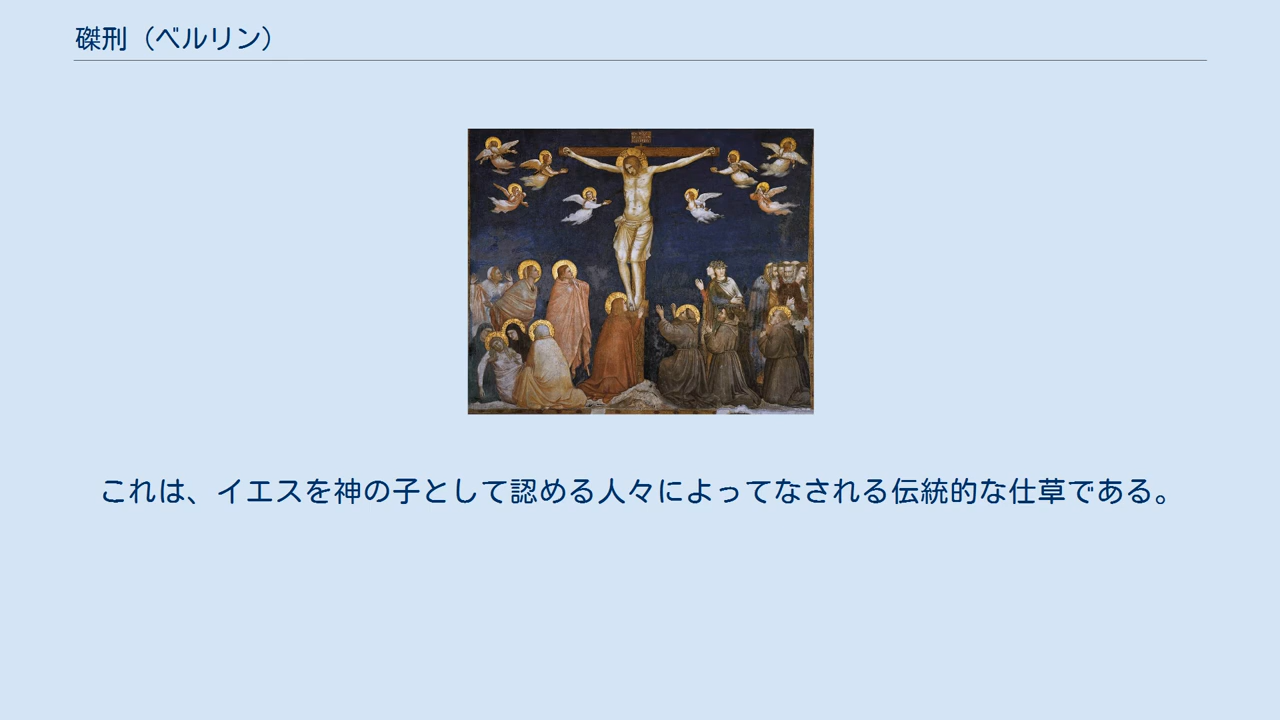 磔刑（ベルリン）
これは、イエスを神の子として認める人々によってなされる伝統的な仕草である。